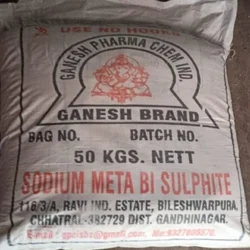 USE NO HOOKS
GANESH PHARMA CHEM IND.
GANESH BRAND
BAG NO. BATCH NO.
50 KGS. NETT
SODIUM META BI SULPHITE
116/3/A, RAVI IND. ESTATE, BILESHWARPURA,
CHHATRAL-382729 DIST. GANDHINAGAR.
E-mail :